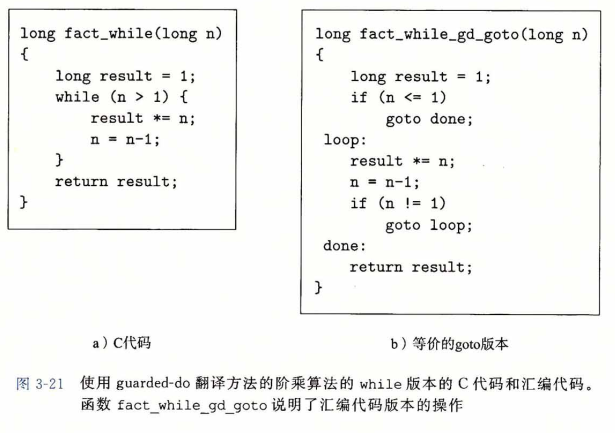 long fact_while(long n)
{
    long result = 1;
    while (n > 1) {
        result *= n;
        n = n-1;
    }
    return result;
}
a）C代码
long fact_while_gd_goto(long n)
{
    long result = 1;
    if (n <= 1)
        goto done;
 loop:
    result *= n;
    n = n-1;
    if (n != 1)
        goto loop;
 done:
    return result;
}
b）等价的goto版本
图 3-21 使用 guarded-do 翻译方法的阶乘算法的 while 版本的 C 代码和汇编代码。
函数 fact_while_gd_goto 说明了汇编代码版本的操作